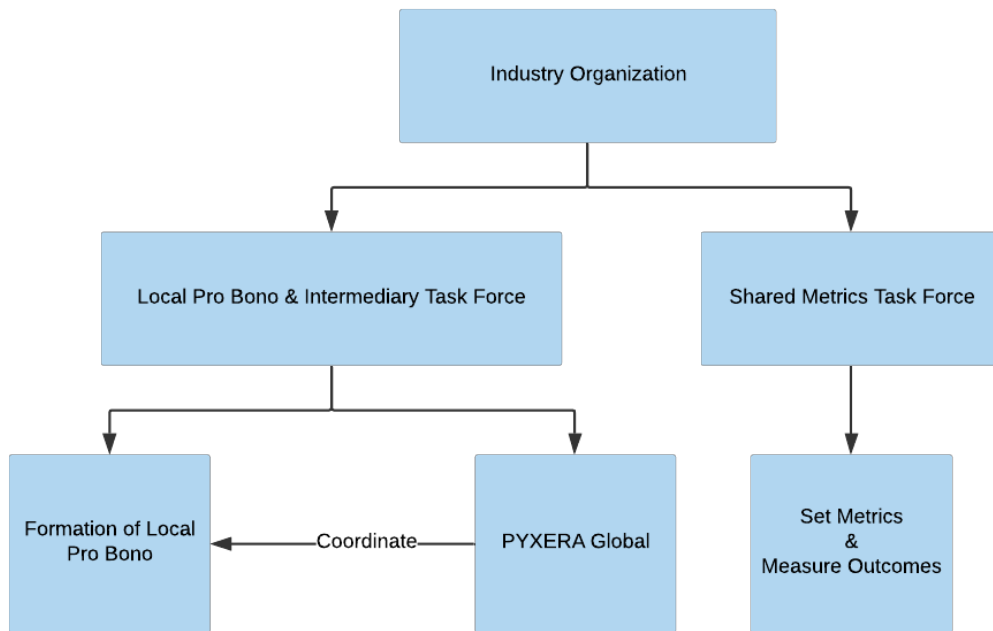 Industry Organization
Local Pro Bono & Intermediary Task Force
Shared Metrics Task Force
Formation of Local
Pro Bono
Coordinate
PYXERA Global
Set Metrics
&
Measure Outcomes